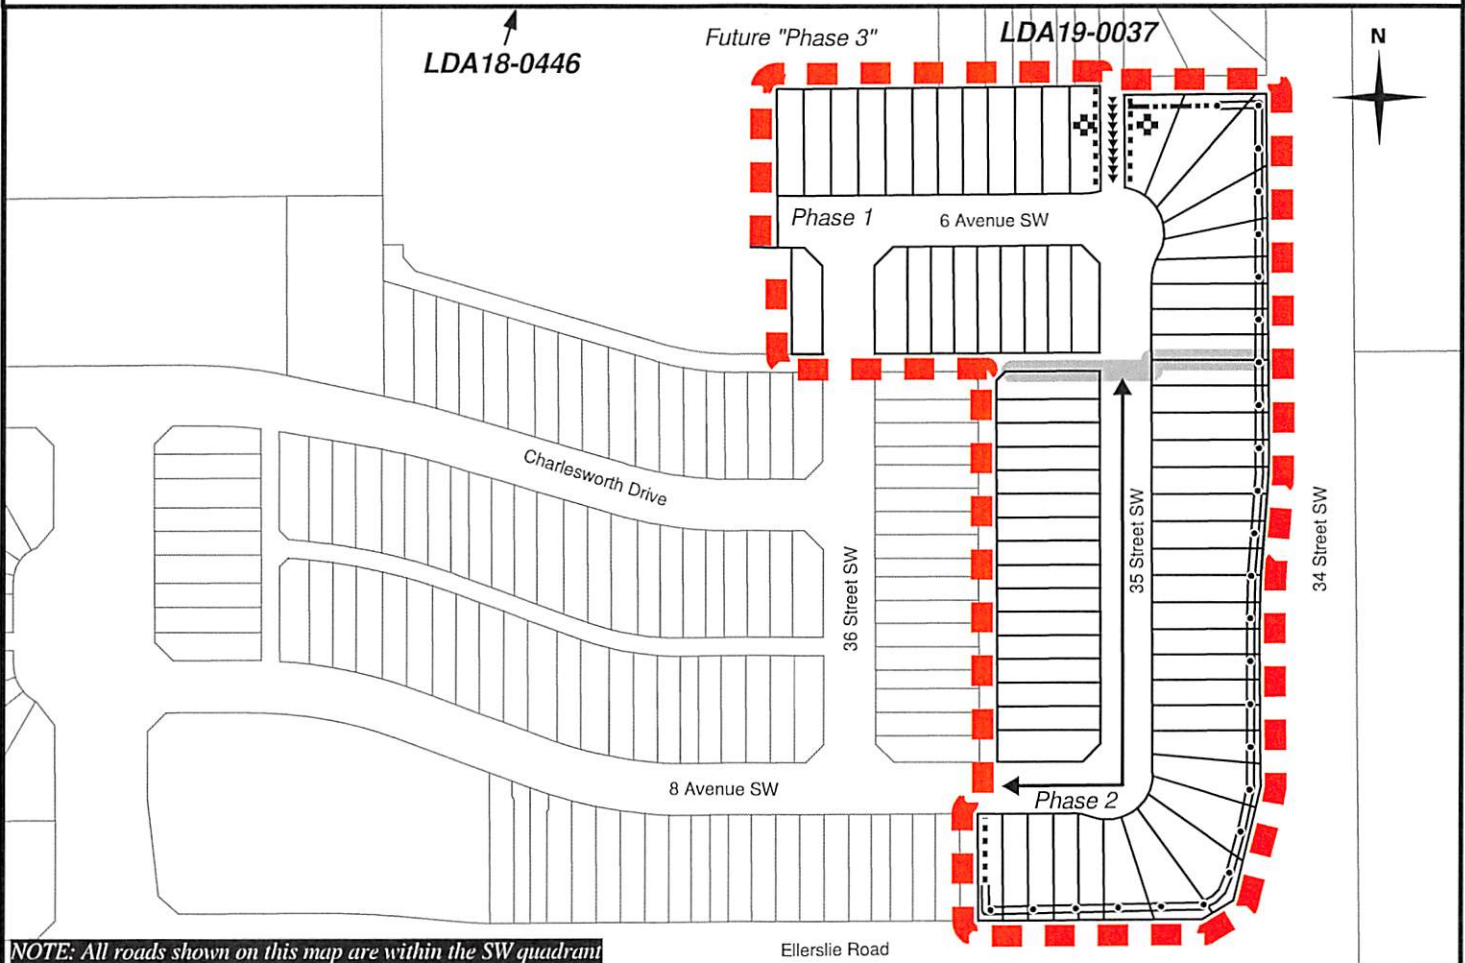 Future "Phase 3"
LDA19-0037
N
LDA18-0446
Phase 1
6 Avenue SW
Charlesworth Drive
36 Street SW
35 Street SW
34 Street SW
8 Avenue SW
Phase 2
Ellerslie Road
NOTE: All roads shown on this map are within the SW quadrant